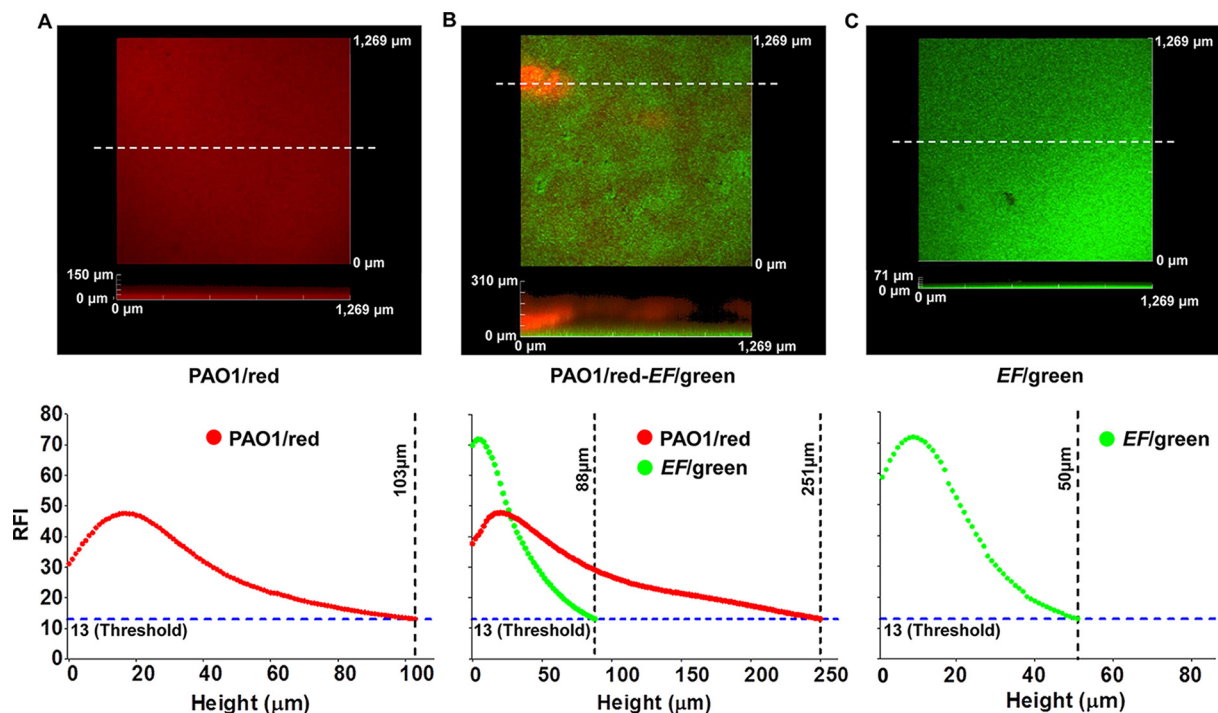 A
1,269 µm
0 µm
150 µm
0 µm
0 µm
1,269 µm
PAO1/red
B
1,269 µm
0 µm
310 µm
0 µm
0 µm
1,269 µm
PAO1/red-EF/green
C
1,269 µm
0 µm
71 µm
0 µm
0 µm
1,269 µm
EF/green
RFI
80
70
60
50
40
30
20
10
0
PAO1/red
103µm
13 (Threshold)
0 20 40 60 80 100
Height (µm)
PAO1/red
EF/green
88µm
251µm
13 (Threshold)
0 50 100 150 200 250
Height (µm)
EF/green
50µm
13 (Threshold)
0 20 40 60 80
Height (µm)